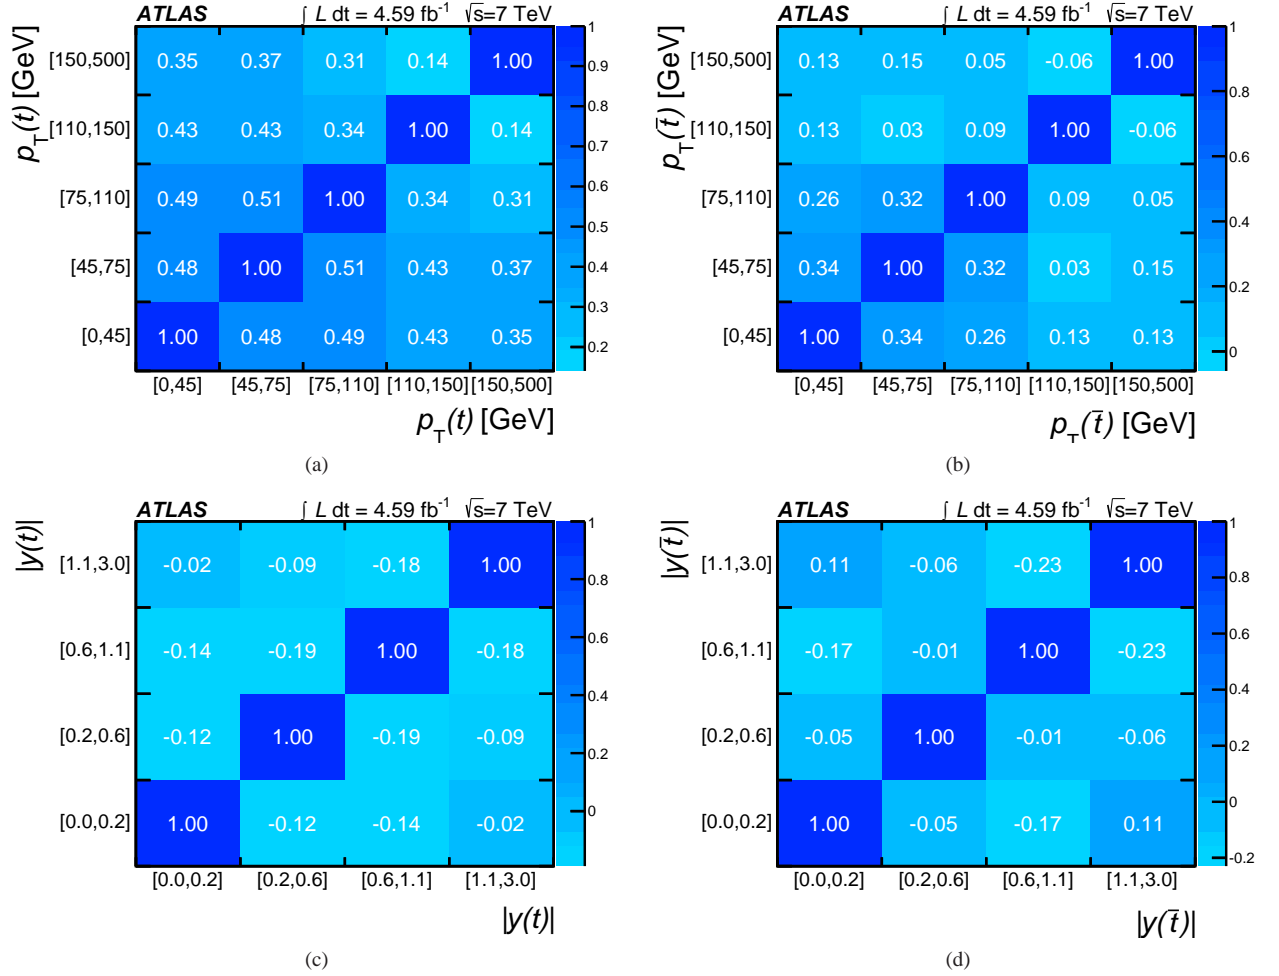 ATLAS ∫ L dt = 4.59 fb-1 √s=7 TeV
p_T(t) [GeV]
[150,500] 0.35 0.37 0.31 0.14 1.00
[110,150] 0.43 0.43 0.34 1.00 0.14
[75,110] 0.49 0.51 1.00 0.34 0.31
[45,75] 0.48 1.00 0.51 0.43 0.37
[0,45] 1.00 0.48 0.49 0.43 0.35
[0,45] [45,75] [75,110] [110,150] [150,500]
p_T(t) [GeV]
1
0.9
0.8
0.7
0.6
0.5
0.4
0.3
0.2
(a)
ATLAS ∫ L dt = 4.59 fb-1 √s=7 TeV
p_T(t̄) [GeV]
[150,500] 0.13 0.15 0.05 -0.06 1.00
[110,150] 0.13 0.03 0.09 1.00 -0.06
[75,110] 0.26 0.32 1.00 0.09 0.05
[45,75] 0.34 1.00 0.32 0.03 0.15
[0,45] 1.00 0.34 0.26 0.13 0.13
[0,45] [45,75] [75,110] [110,150] [150,500]
p_T(t̄) [GeV]
1
0.8
0.6
0.4
0.2
0
(b)
ATLAS ∫ L dt = 4.59 fb-1 √s=7 TeV
|y(t)|
[1.1,3.0] -0.02 -0.09 -0.18 1.00
[0.6,1.1] -0.14 -0.19 1.00 -0.18
[0.2,0.6] -0.12 1.00 -0.19 -0.09
[0.0,0.2] 1.00 -0.12 -0.14 -0.02
[0.0,0.2] [0.2,0.6] [0.6,1.1] [1.1,3.0]
|y(t)|
1
0.8
0.6
0.4
0.2
0
(c)
ATLAS ∫ L dt = 4.59 fb-1 √s=7 TeV
|y(t̄)|
[1.1,3.0] 0.11 -0.06 -0.23 1.00
[0.6,1.1] -0.17 -0.01 1.00 -0.23
[0.2,0.6] -0.05 1.00 -0.01 -0.06
[0.0,0.2] 1.00 -0.05 -0.17 0.11
[0.0,0.2] [0.2,0.6] [0.6,1.1] [1.1,3.0]
|y(t̄)|
1
0.8
0.6
0.4
0.2
0
-0.2
(d)